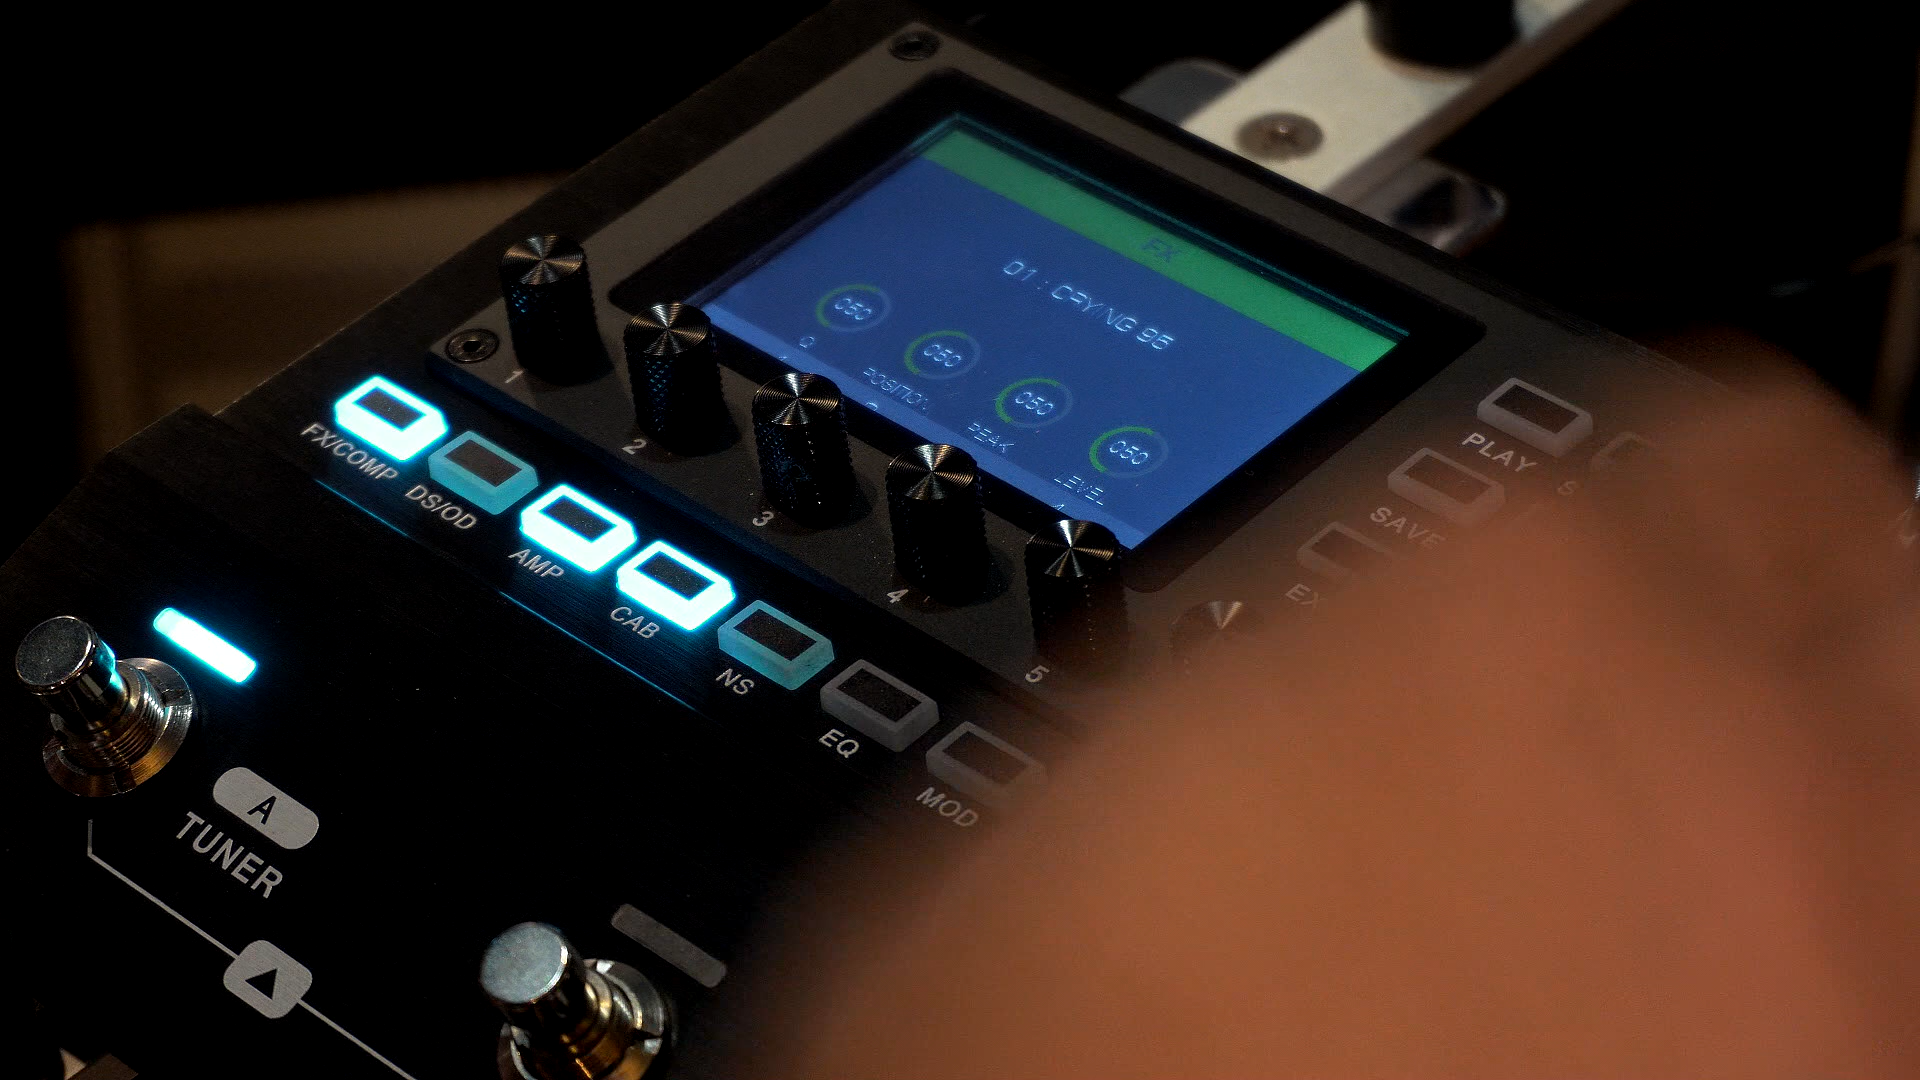 FX
01 : CRYING 95
050
050
050
050
Q
POSITION
PEAK
LEVEL
1
2
3
4
5
FX/COMP
DS/OD
AMP
CAB
NS
EQ
MOD
PLAY
SAVE
A
TUNER